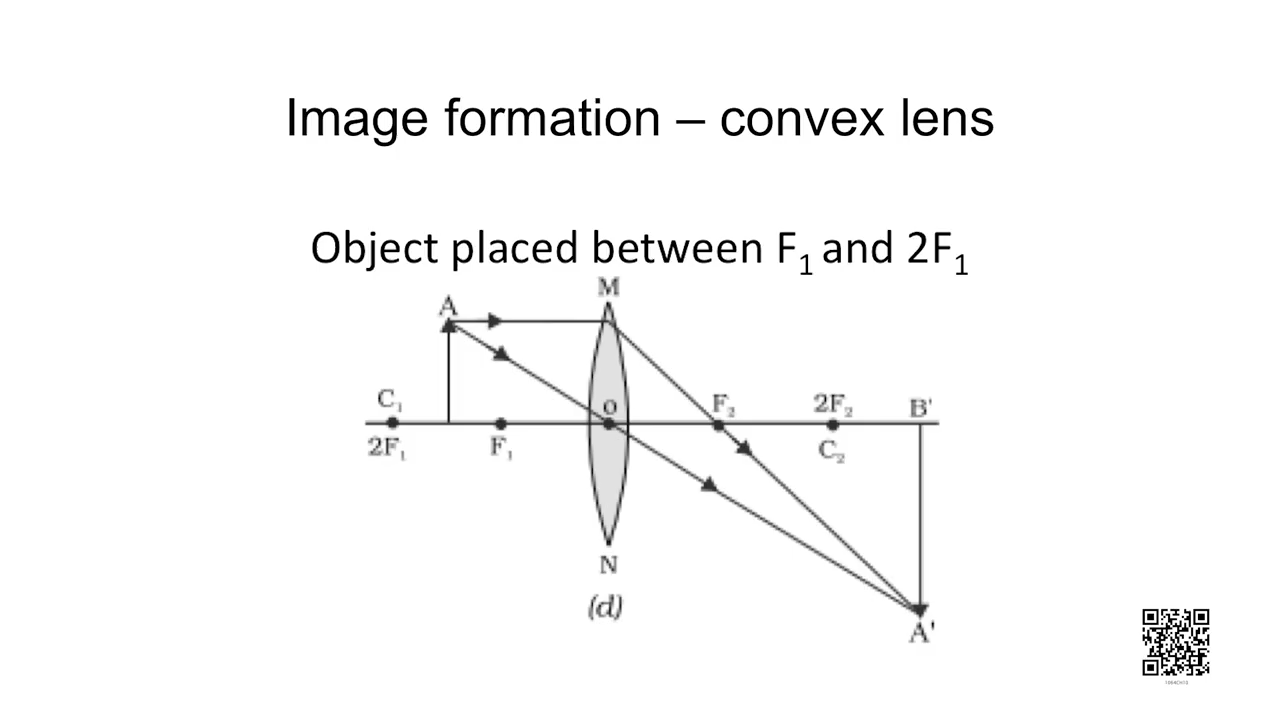 Image formation – convex lens
Object placed between F₁ and 2F₁
M
A
C₁
O
F₂
2F₂
B'
2F₁
F₁
C₂
N
(d)
A'